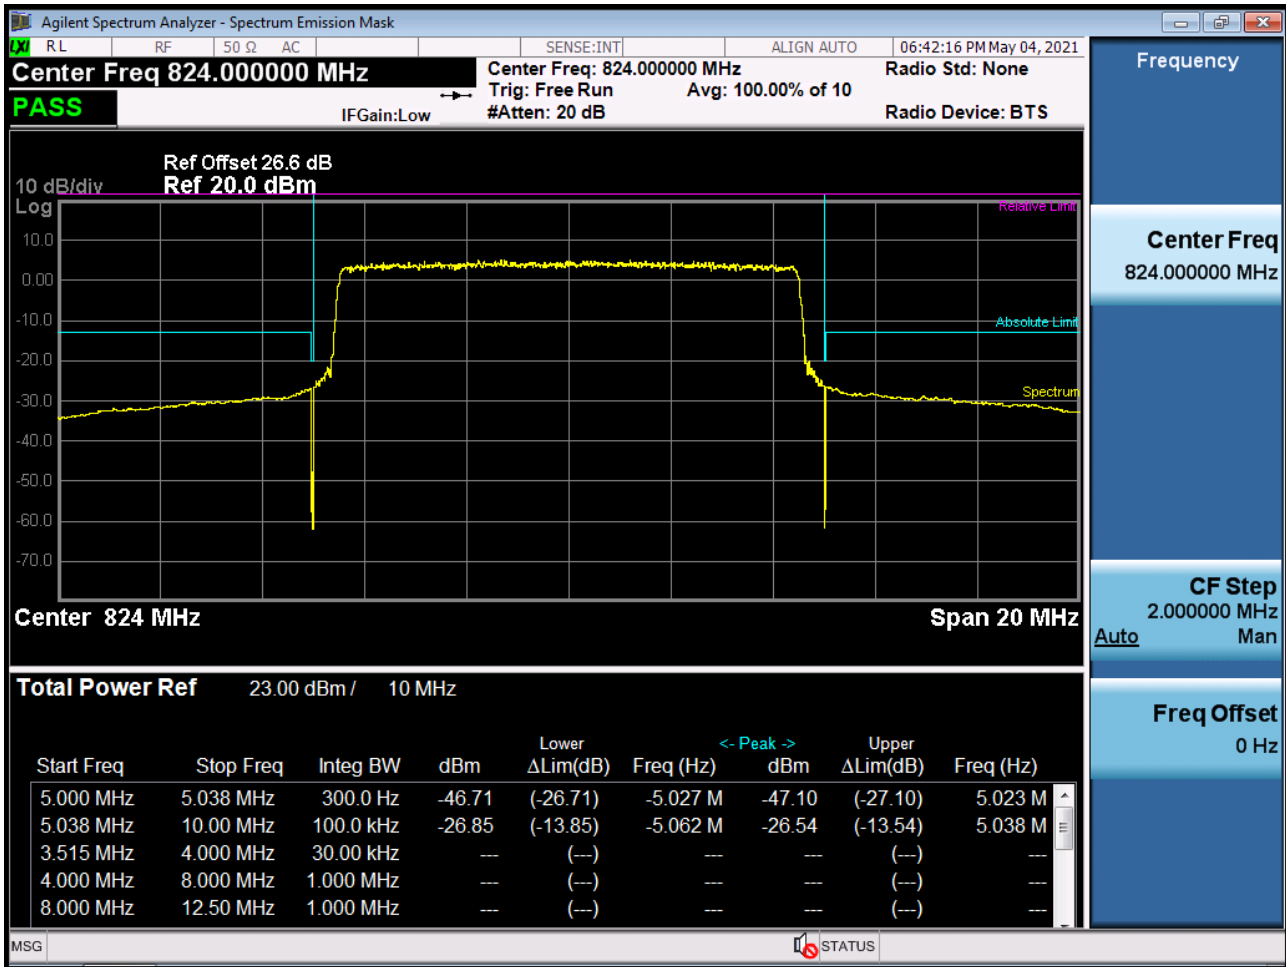 Agilent Spectrum Analyzer - Spectrum Emission Mask
LXI RL RF 50 Ω AC SENSE:INT ALIGN AUTO 06:42:16 PM May 04, 2021
Center Freq 824.000000 MHz
PASS
IFGain:Low
Center Freq: 824.000000 MHz
Trig: Free Run Avg: 100.00% of 10
#Atten: 20 dB
Radio Std: None
Radio Device: BTS
Ref Offset 26.6 dB
10 dB/div Ref 20.0 dBm
Log
Relative Limit
10.0
0.00
-10.0
Absolute Limit
-20.0
-30.0
Spectrum
-40.0
-50.0
-60.0
-70.0
Center 824 MHz Span 20 MHz
Total Power Ref 23.00 dBm / 10 MHz
Lower <- Peak -> Upper
Start Freq Stop Freq Integ BW dBm ΔLim(dB) Freq (Hz) dBm ΔLim(dB) Freq (Hz)
5.000 MHz 5.038 MHz 300.0 Hz -46.71 (-26.71) -5.027 M -47.10 (-27.10) 5.023 M
5.038 MHz 10.00 MHz 100.0 kHz -26.85 (-13.85) -5.062 M -26.54 (-13.54) 5.038 M
3.515 MHz 4.000 MHz 30.00 kHz --- (---) --- --- (---) ---
4.000 MHz 8.000 MHz 1.000 MHz --- (---) --- --- (---) ---
8.000 MHz 12.50 MHz 1.000 MHz --- (---) --- --- (---) ---
MSG STATUS
Frequency
Center Freq
824.000000 MHz
CF Step
2.000000 MHz
Auto Man
Freq Offset
0 Hz